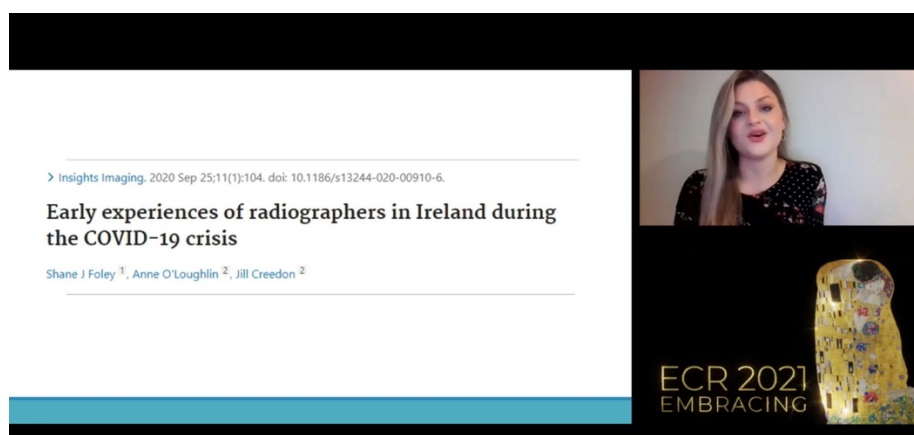 > Insights Imaging. 2020 Sep 25;11(1):104. doi: 10.1186/s13244-020-00910-6.
Early experiences of radiographers in Ireland during
the COVID-19 crisis
Shane J Foley 1, Anne O'Loughlin 2, Jill Creedon 2
ECR 2021
EMBRACING